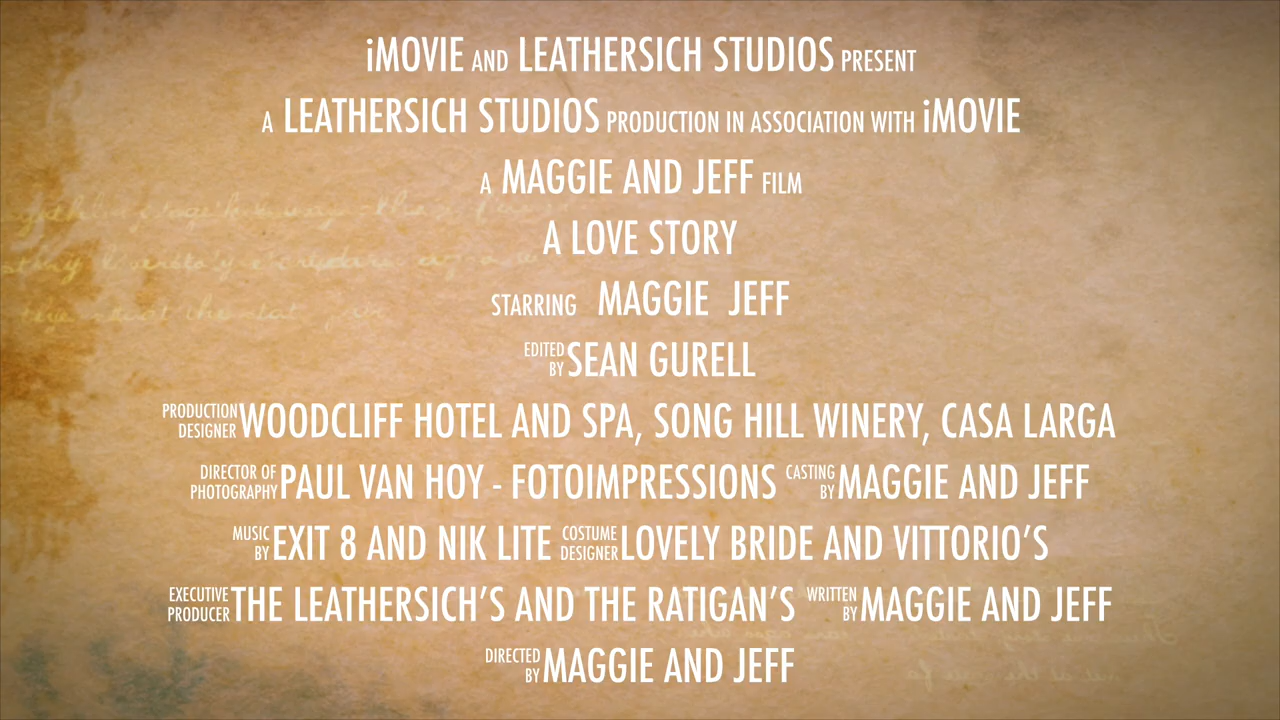 iMOVIE AND LEATHERSICH STUDIOS PRESENT
A LEATHERSICH STUDIOS PRODUCTION IN ASSOCIATION WITH iMOVIE
A MAGGIE AND JEFF FILM
A LOVE STORY
STARRING MAGGIE JEFF
EDITED BY SEAN GURELL
PRODUCTION DESIGNER WOODCLIFF HOTEL AND SPA, SONG HILL WINERY, CASA LARGA
DIRECTOR OF PHOTOGRAPHY PAUL VAN HOY - FOTOIMPRESSIONS CASTING BY MAGGIE AND JEFF
MUSIC BY EXIT 8 AND NIK LITE COSTUME DESIGNER LOVELY BRIDE AND VITTORIO'S
EXECUTIVE PRODUCER THE LEATHERSICH'S AND THE RATIGAN'S WRITTEN BY MAGGIE AND JEFF
DIRECTED BY MAGGIE AND JEFF